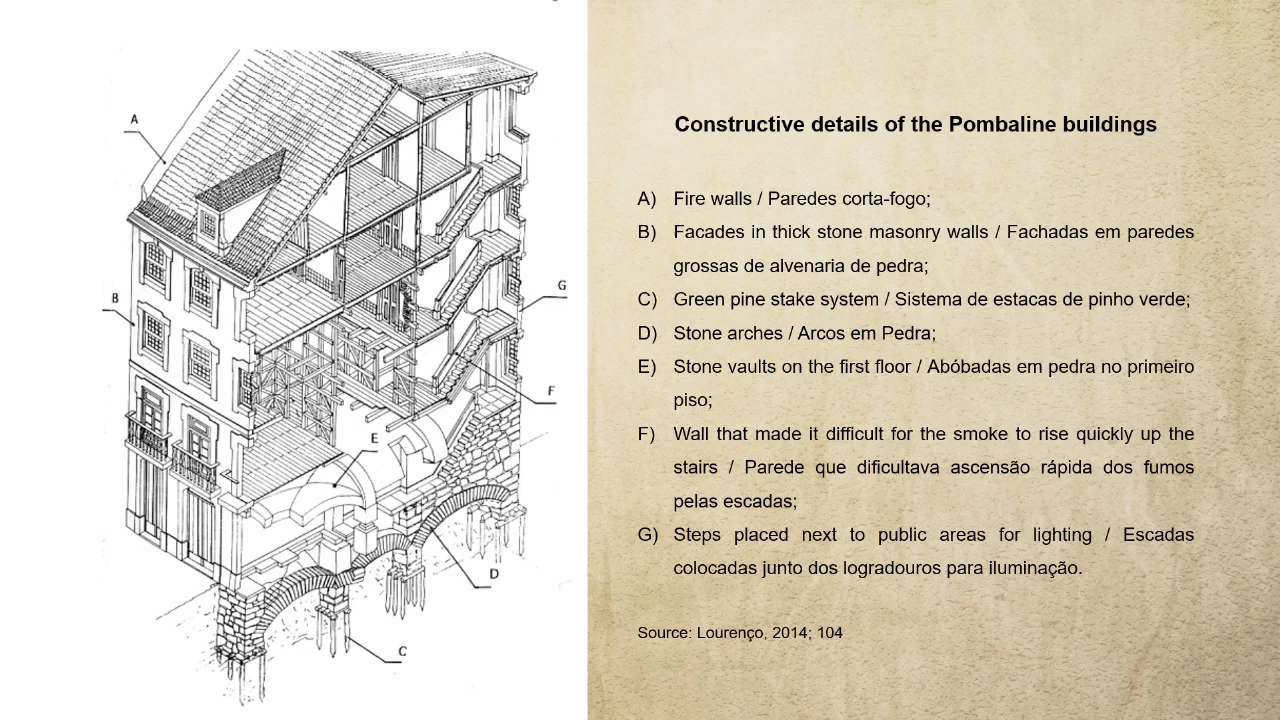 Constructive details of the Pombaline buildings
A) Fire walls / Paredes corta-fogo;
B) Facades in thick stone masonry walls / Fachadas em paredes
grossas de alvenaria de pedra;
C) Green pine stake system / Sistema de estacas de pinho verde;
D) Stone arches / Arcos em Pedra;
E) Stone vaults on the first floor / Abóbadas em pedra no primeiro
piso;
F) Wall that made it difficult for the smoke to rise quickly up the
stairs / Parede que dificultava ascensão rápida dos fumos
pelas escadas;
G) Steps placed next to public areas for lighting / Escadas
colocadas junto dos logradouros para iluminação.
Source: Lourenço, 2014; 104
A
B
G
F
E
D
C